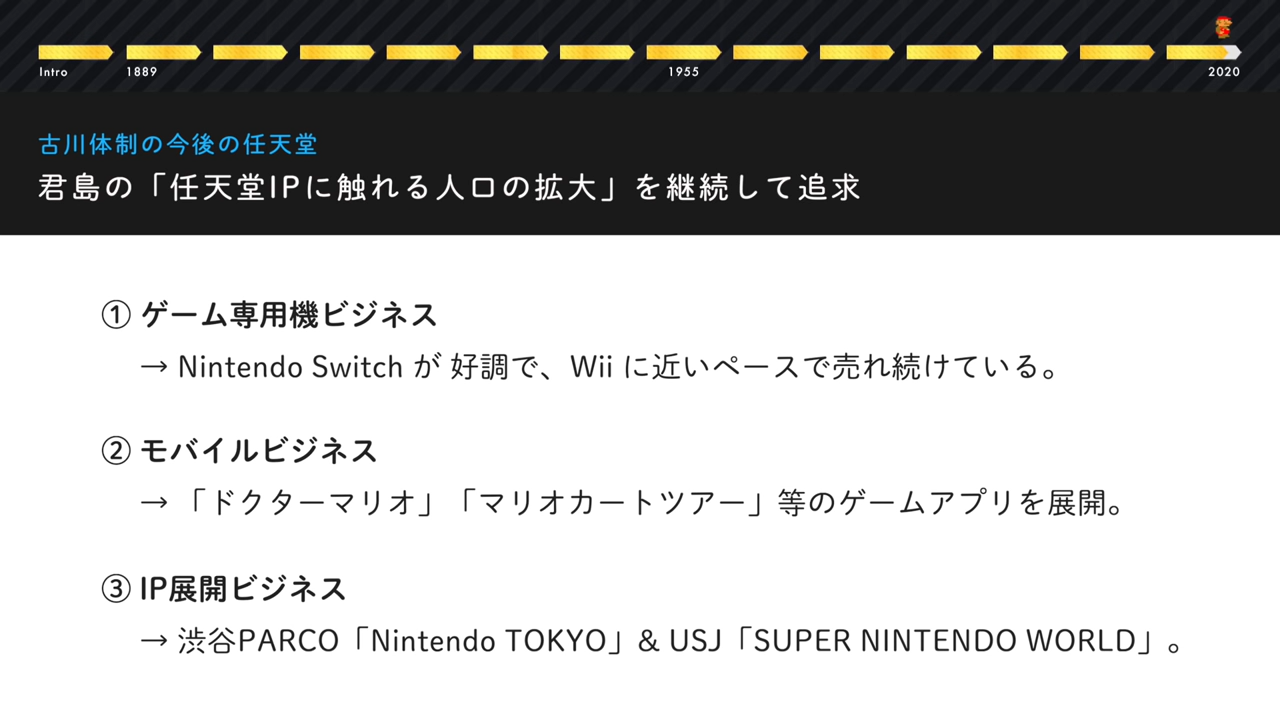 Intro 1889 1955 2020
古川体制の今後の任天堂
君島の「任天堂IPに触れる人口の拡大」を継続して追求
① ゲーム専用機ビジネス
→ Nintendo Switch が 好調で、Wii に近いペースで売れ続けている。
② モバイルビジネス
→ 「ドクターマリオ」「マリオカートツアー」等のゲームアプリを展開。
③ IP展開ビジネス
→ 渋谷PARCO「Nintendo TOKYO」& USJ「SUPER NINTENDO WORLD」。